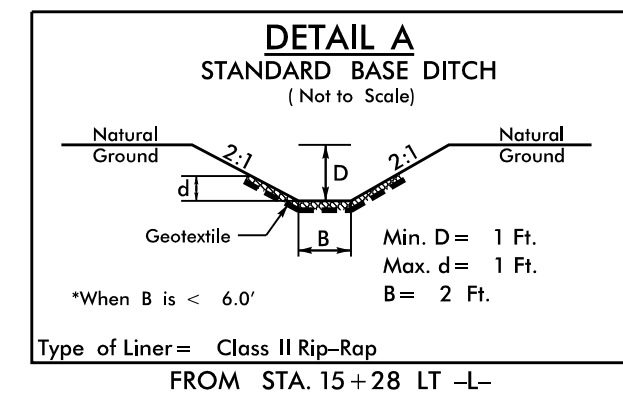 DETAIL A
STANDARD BASE DITCH
( Not to Scale)
Natural
Ground
2:1
D
2:1
Natural
Ground
d
Geotextile
B
Min. D = 1 Ft.
Max. d = 1 Ft.
B = 2 Ft.
*When B is < 6.0'
Type of Liner = Class II Rip-Rap
FROM STA. 15+28 LT -L-